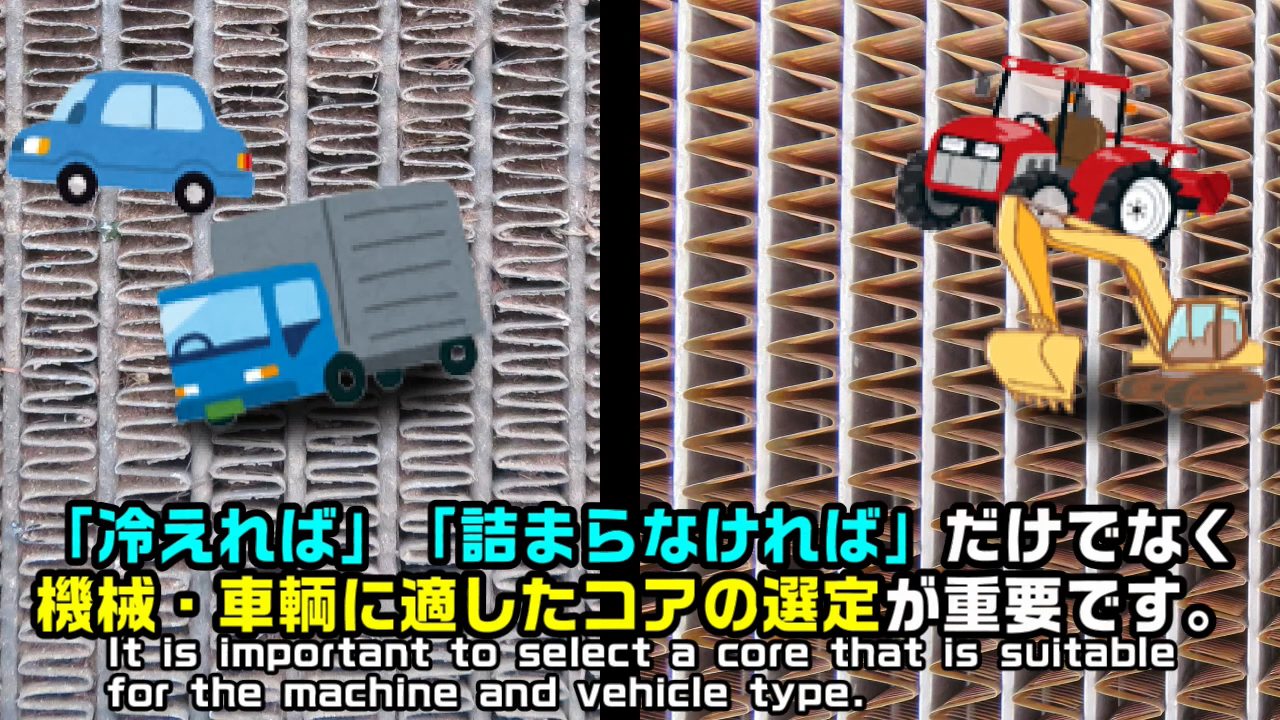 「冷えれば」「詰まらなければ」だけでなく
機械・車輌に適したコアの選定が重要です。
It is important to select a core that is suitable
for the machine and vehicle type.